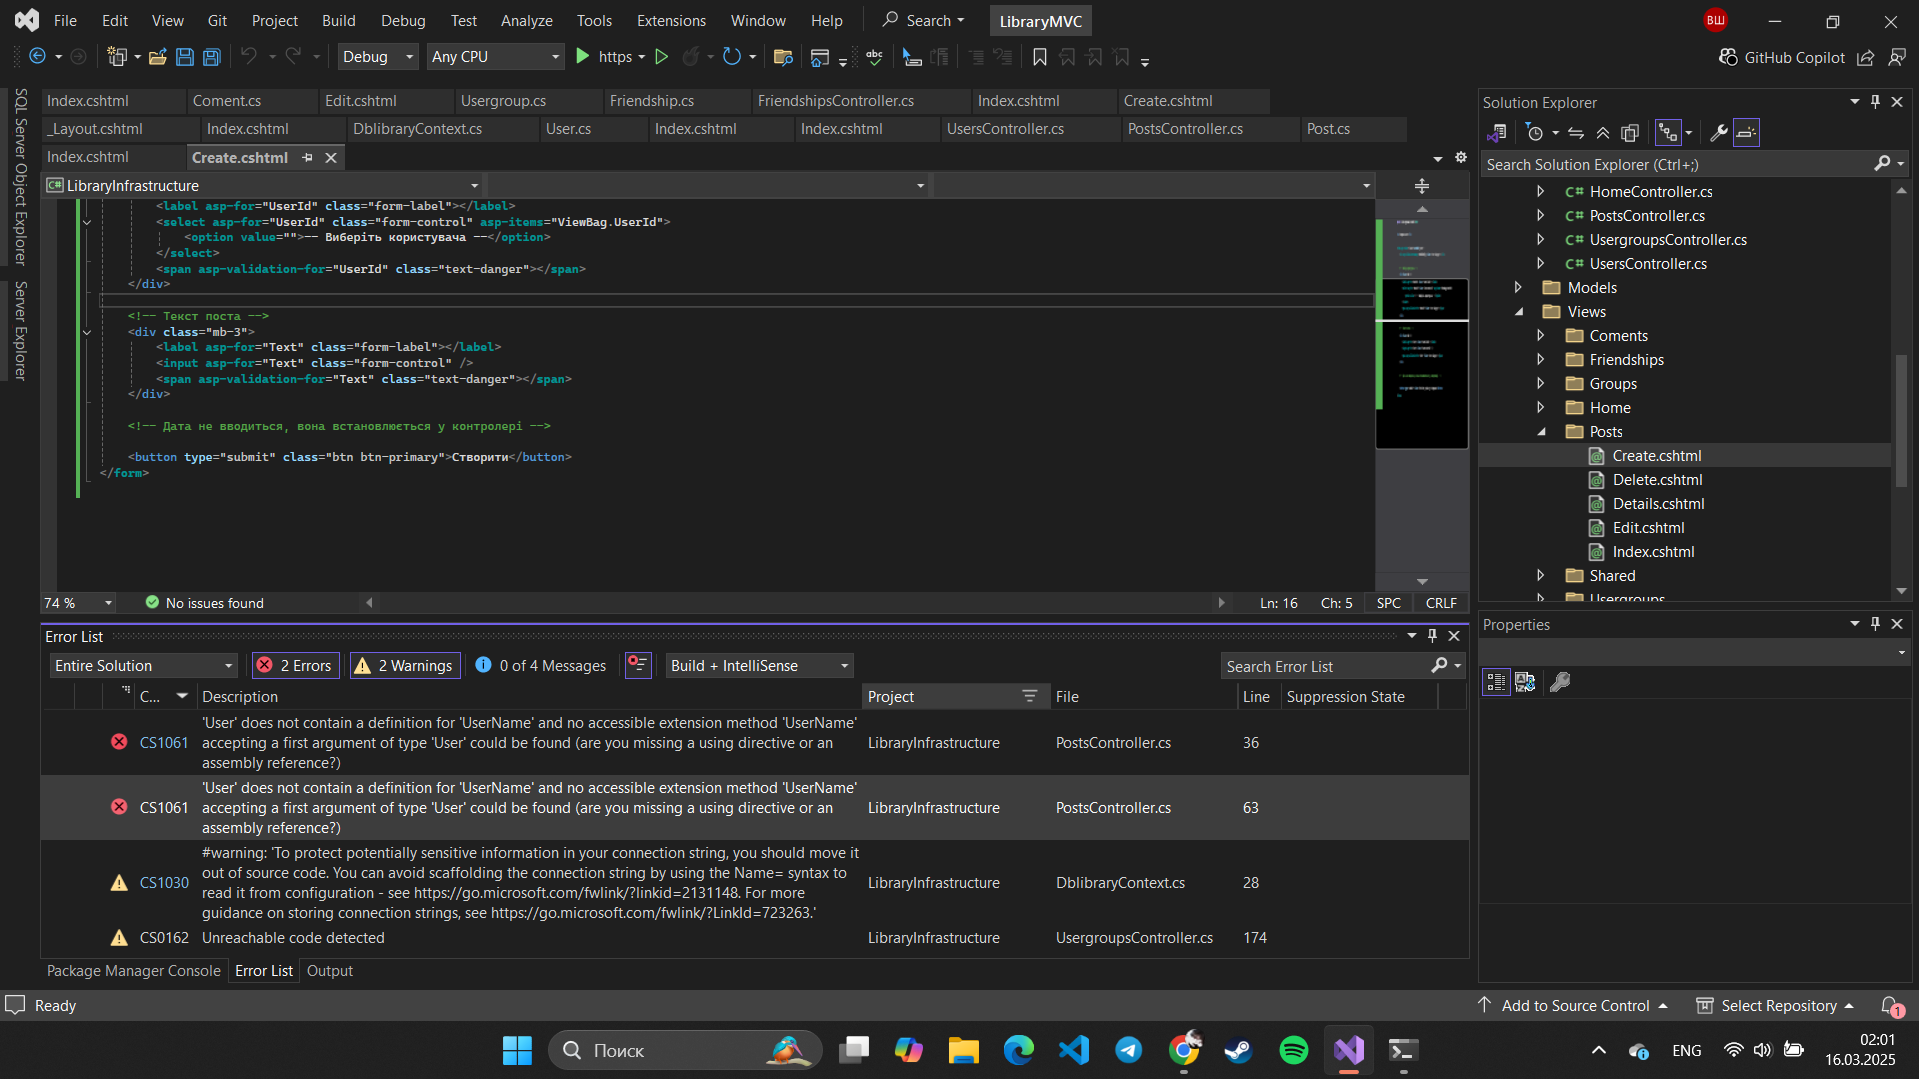 File Edit View Git Project Build Debug Test Analyze Tools Extensions Window Help Search LibraryMVC ВШ
Debug Any CPU https GitHub Copilot
SQL Server Object Explorer
Server Explorer
Index.cshtml Coment.cs Edit.cshtml Usergroup.cs Friendship.cs FriendshipsController.cs Index.cshtml Create.cshtml
_Layout.cshtml Index.cshtml DblibraryContext.cs User.cs Index.cshtml Index.cshtml UsersController.cs PostsController.cs Post.cs
Index.cshtml Create.cshtml
LibraryInfrastructure
<label asp-for="UserId" class="form-label"></label>
<select asp-for="UserId" class="form-control" asp-items="ViewBag.UserId">
<option value="">-- Виберіть користувача --</option>
</select>
<span asp-validation-for="UserId" class="text-danger"></span>
</div>
<!-- Текст поста -->
<div class="mb-3">
<label asp-for="Text" class="form-label"></label>
<input asp-for="Text" class="form-control" />
<span asp-validation-for="Text" class="text-danger"></span>
</div>
<!-- Дата не вводиться, вона встановлюється у контролері -->
<button type="submit" class="btn btn-primary">Створити</button>
</form>
74 % No issues found Ln: 16 Ch: 5 SPC CRLF
Error List
Entire Solution 2 Errors 2 Warnings 0 of 4 Messages Build + IntelliSense Search Error List
C... Description Project File Line Suppression State
'User' does not contain a definition for 'UserName' and no accessible extension method 'UserName'
CS1061 accepting a first argument of type 'User' could be found (are you missing a using directive or an LibraryInfrastructure PostsController.cs 36
assembly reference?)
'User' does not contain a definition for 'UserName' and no accessible extension method 'UserName'
CS1061 accepting a first argument of type 'User' could be found (are you missing a using directive or an LibraryInfrastructure PostsController.cs 63
assembly reference?)
#warning: 'To protect potentially sensitive information in your connection string, you should move it
out of source code. You can avoid scaffolding the connection string by using the Name= syntax to
CS1030 read it from configuration - see https://go.microsoft.com/fwlink/?linkid=2131148. For more LibraryInfrastructure DblibraryContext.cs 28
guidance on storing connection strings, see https://go.microsoft.com/fwlink/?LinkId=723263.'
CS0162 Unreachable code detected LibraryInfrastructure UsergroupsController.cs 174
Package Manager Console Error List Output
Solution Explorer
Search Solution Explorer (Ctrl+;)
C# HomeController.cs
C# PostsController.cs
C# UsergroupsController.cs
C# UsersController.cs
Models
Views
Coments
Friendships
Groups
Home
Posts
Create.cshtml
Delete.cshtml
Details.cshtml
Edit.cshtml
Index.cshtml
Shared
Usergroups
Properties
Ready Add to Source Control Select Repository 1
Поиск ENG 02:01
16.03.2025